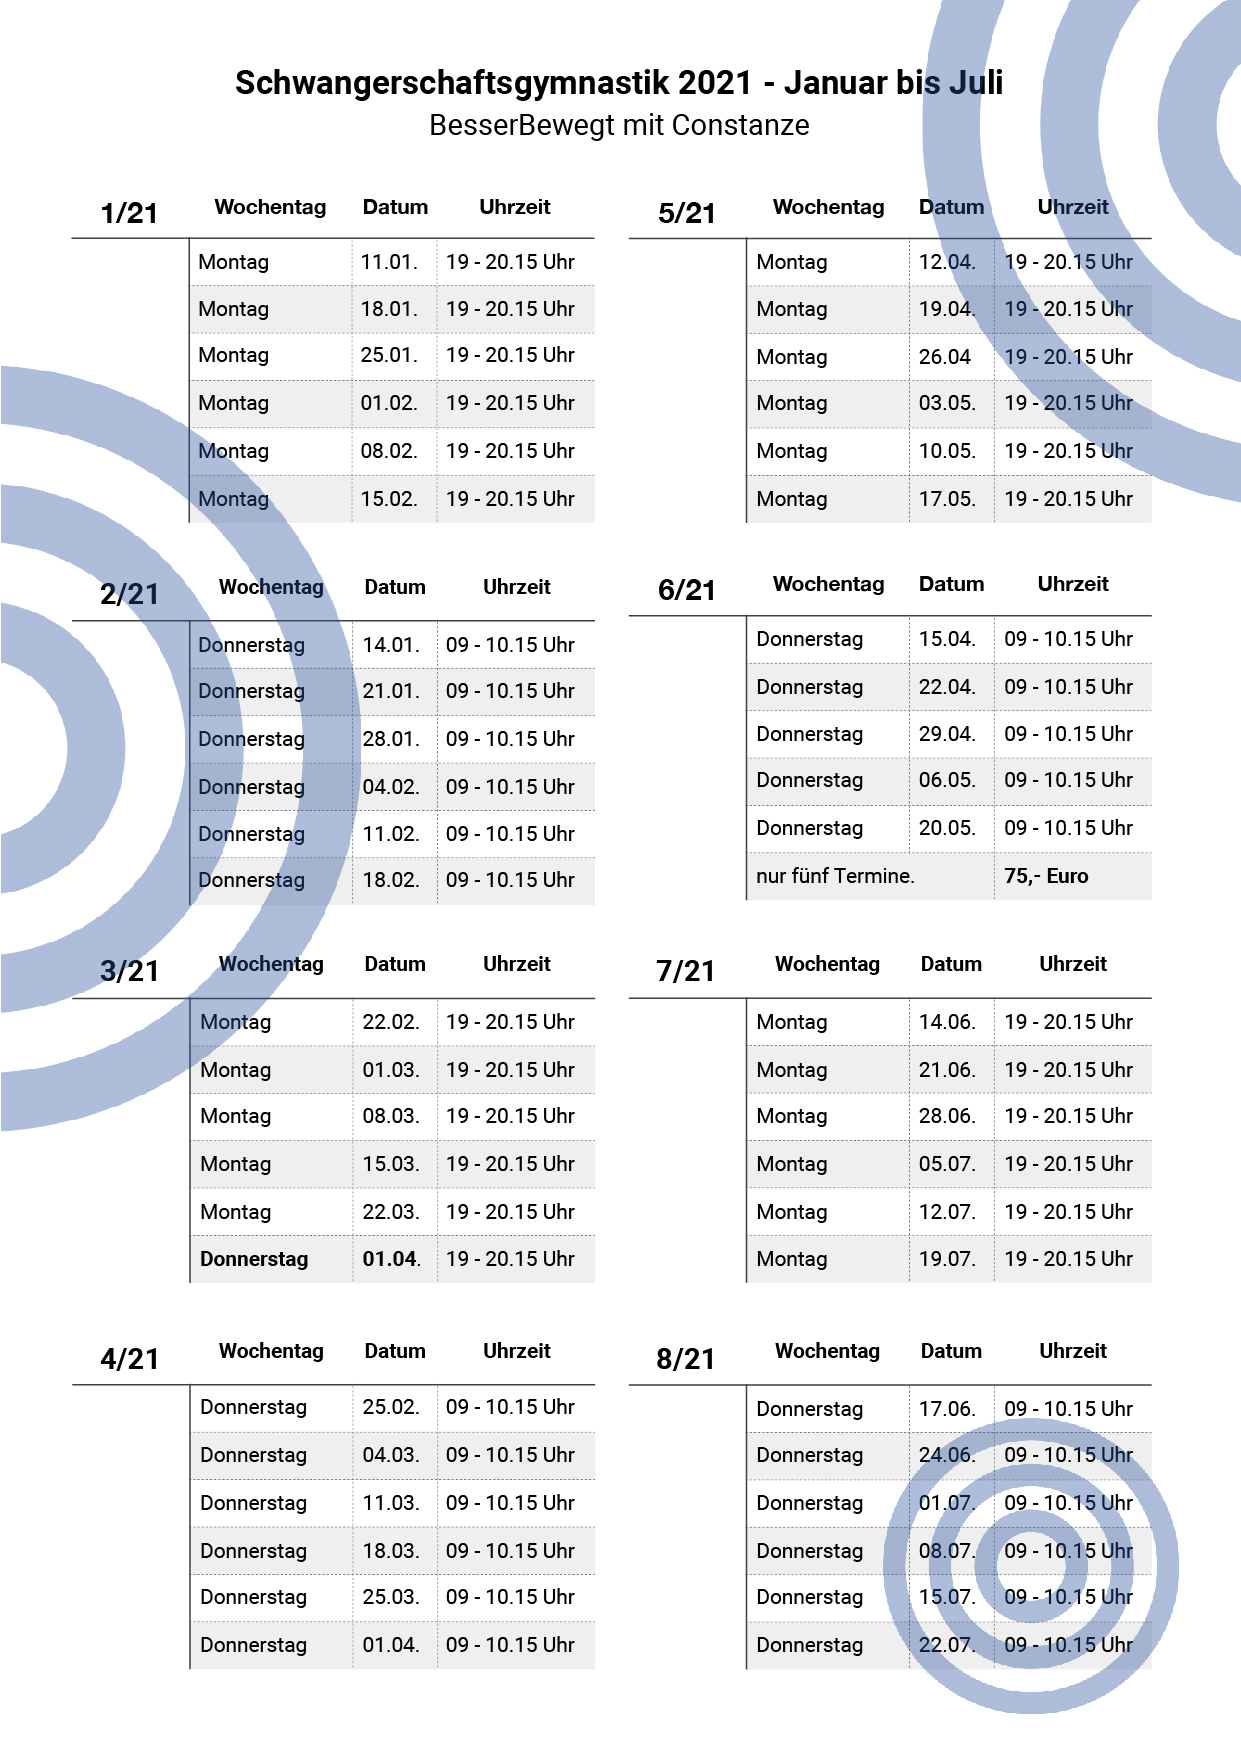 Schwangerschaftsgymnastik 2021 - Januar bis Juli
BesserBewegt mit Constanze
1/21 Wochentag Datum Uhrzeit
Montag 11.01. 19 - 20.15 Uhr
Montag 18.01. 19 - 20.15 Uhr
Montag 25.01. 19 - 20.15 Uhr
Montag 01.02. 19 - 20.15 Uhr
Montag 08.02. 19 - 20.15 Uhr
Montag 15.02. 19 - 20.15 Uhr
2/21 Wochentag Datum Uhrzeit
Donnerstag 14.01. 09 - 10.15 Uhr
Donnerstag 21.01. 09 - 10.15 Uhr
Donnerstag 28.01. 09 - 10.15 Uhr
Donnerstag 04.02. 09 - 10.15 Uhr
Donnerstag 11.02. 09 - 10.15 Uhr
Donnerstag 18.02. 09 - 10.15 Uhr
3/21 Wochentag Datum Uhrzeit
Montag 22.02. 19 - 20.15 Uhr
Montag 01.03. 19 - 20.15 Uhr
Montag 08.03. 19 - 20.15 Uhr
Montag 15.03. 19 - 20.15 Uhr
Montag 22.03. 19 - 20.15 Uhr
Donnerstag 01.04. 19 - 20.15 Uhr
4/21 Wochentag Datum Uhrzeit
Donnerstag 25.02. 09 - 10.15 Uhr
Donnerstag 04.03. 09 - 10.15 Uhr
Donnerstag 11.03. 09 - 10.15 Uhr
Donnerstag 18.03. 09 - 10.15 Uhr
Donnerstag 25.03. 09 - 10.15 Uhr
Donnerstag 01.04. 09 - 10.15 Uhr
5/21 Wochentag Datum Uhrzeit
Montag 12.04. 19 - 20.15 Uhr
Montag 19.04. 19 - 20.15 Uhr
Montag 26.04 19 - 20.15 Uhr
Montag 03.05. 19 - 20.15 Uhr
Montag 10.05. 19 - 20.15 Uhr
Montag 17.05. 19 - 20.15 Uhr
6/21 Wochentag Datum Uhrzeit
Donnerstag 15.04. 09 - 10.15 Uhr
Donnerstag 22.04. 09 - 10.15 Uhr
Donnerstag 29.04. 09 - 10.15 Uhr
Donnerstag 06.05. 09 - 10.15 Uhr
Donnerstag 20.05. 09 - 10.15 Uhr
nur fünf Termine. 75,- Euro
7/21 Wochentag Datum Uhrzeit
Montag 14.06. 19 - 20.15 Uhr
Montag 21.06. 19 - 20.15 Uhr
Montag 28.06. 19 - 20.15 Uhr
Montag 05.07. 19 - 20.15 Uhr
Montag 12.07. 19 - 20.15 Uhr
Montag 19.07. 19 - 20.15 Uhr
8/21 Wochentag Datum Uhrzeit
Donnerstag 17.06. 09 - 10.15 Uhr
Donnerstag 24.06. 09 - 10.15 Uhr
Donnerstag 01.07. 09 - 10.15 Uhr
Donnerstag 08.07. 09 - 10.15 Uhr
Donnerstag 15.07. 09 - 10.15 Uhr
Donnerstag 22.07. 09 - 10.15 Uhr